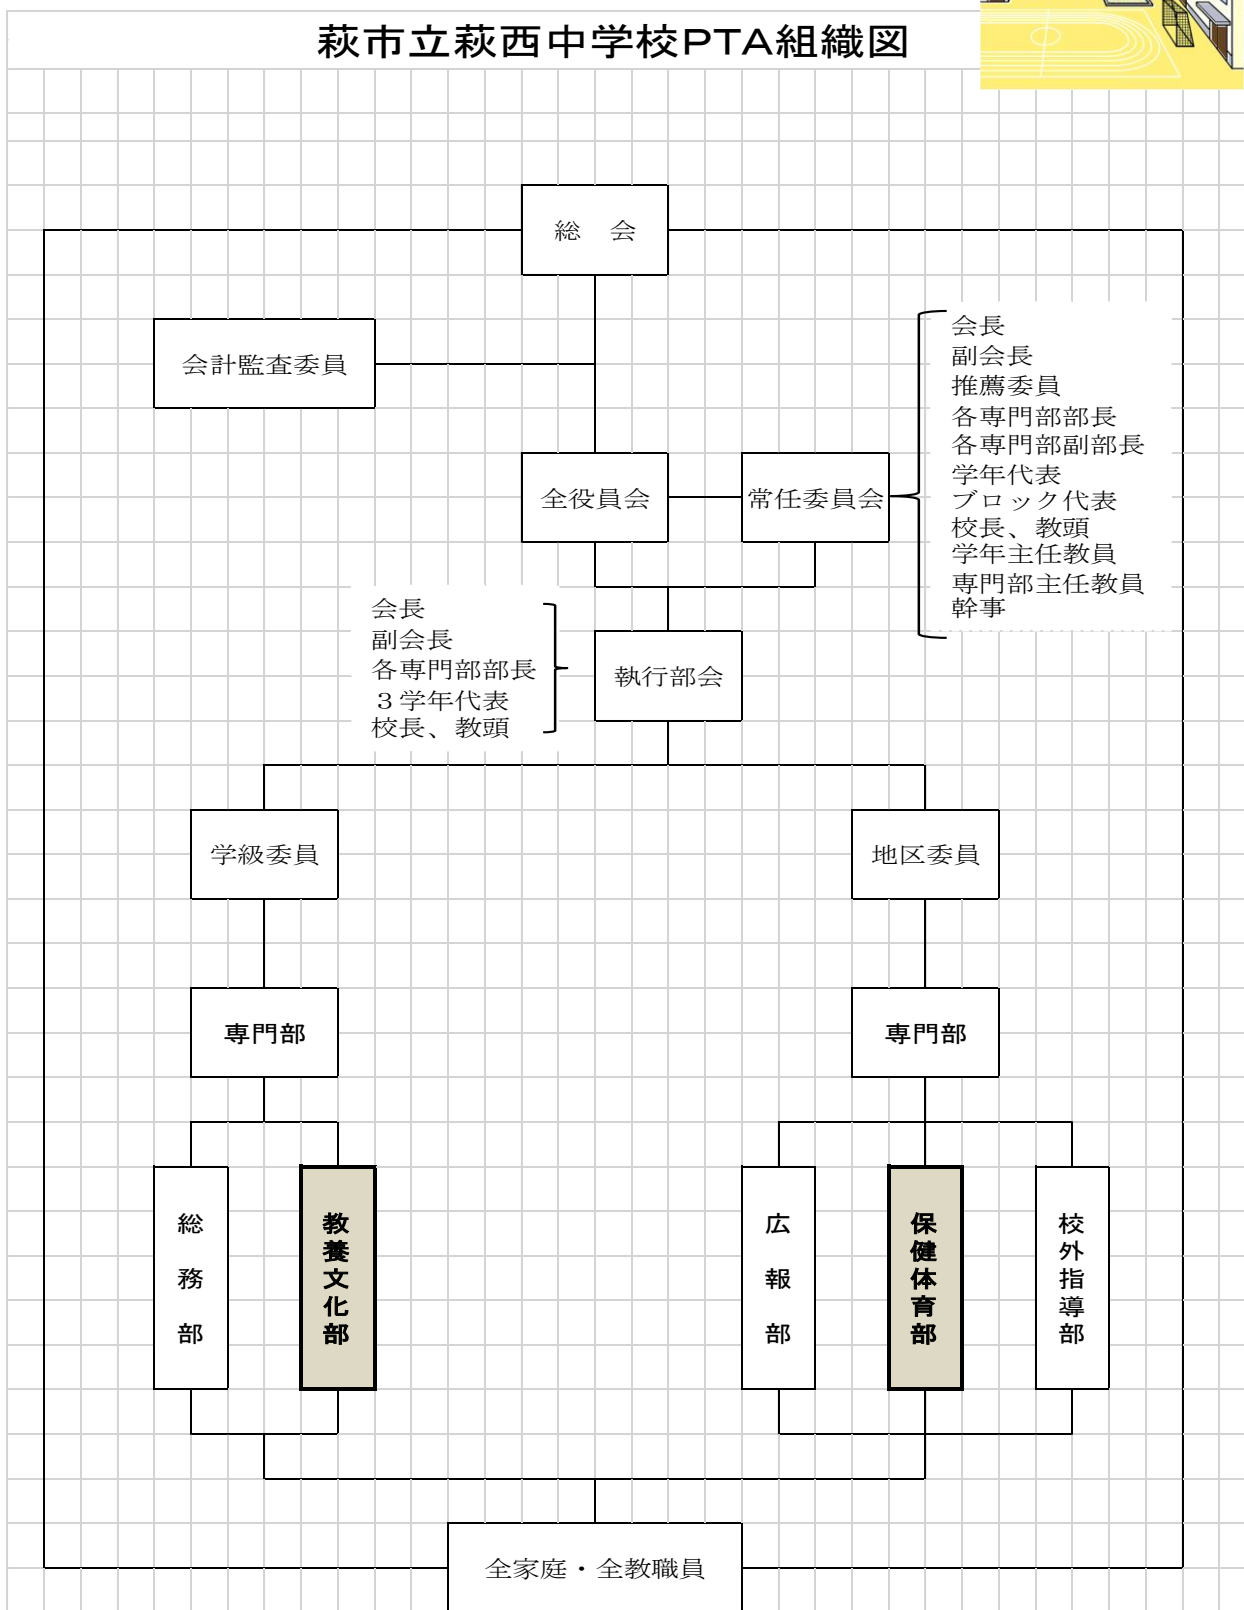 萩市立萩西中学校PTA組織図
総　会
会計監査委員
会長
副会長
推薦委員
各専門部部長
各専門部副部長
学年代表
ブロック代表
校長、教頭
学年主任教員
専門部主任教員
幹事
全役員会
常任委員会
会長
副会長
各専門部部長
３学年代表
校長、教頭
執行部会
学級委員
地区委員
専門部
専門部
総務部
教養文化部
広報部
保健体育部
校外指導部
全家庭・全教職員